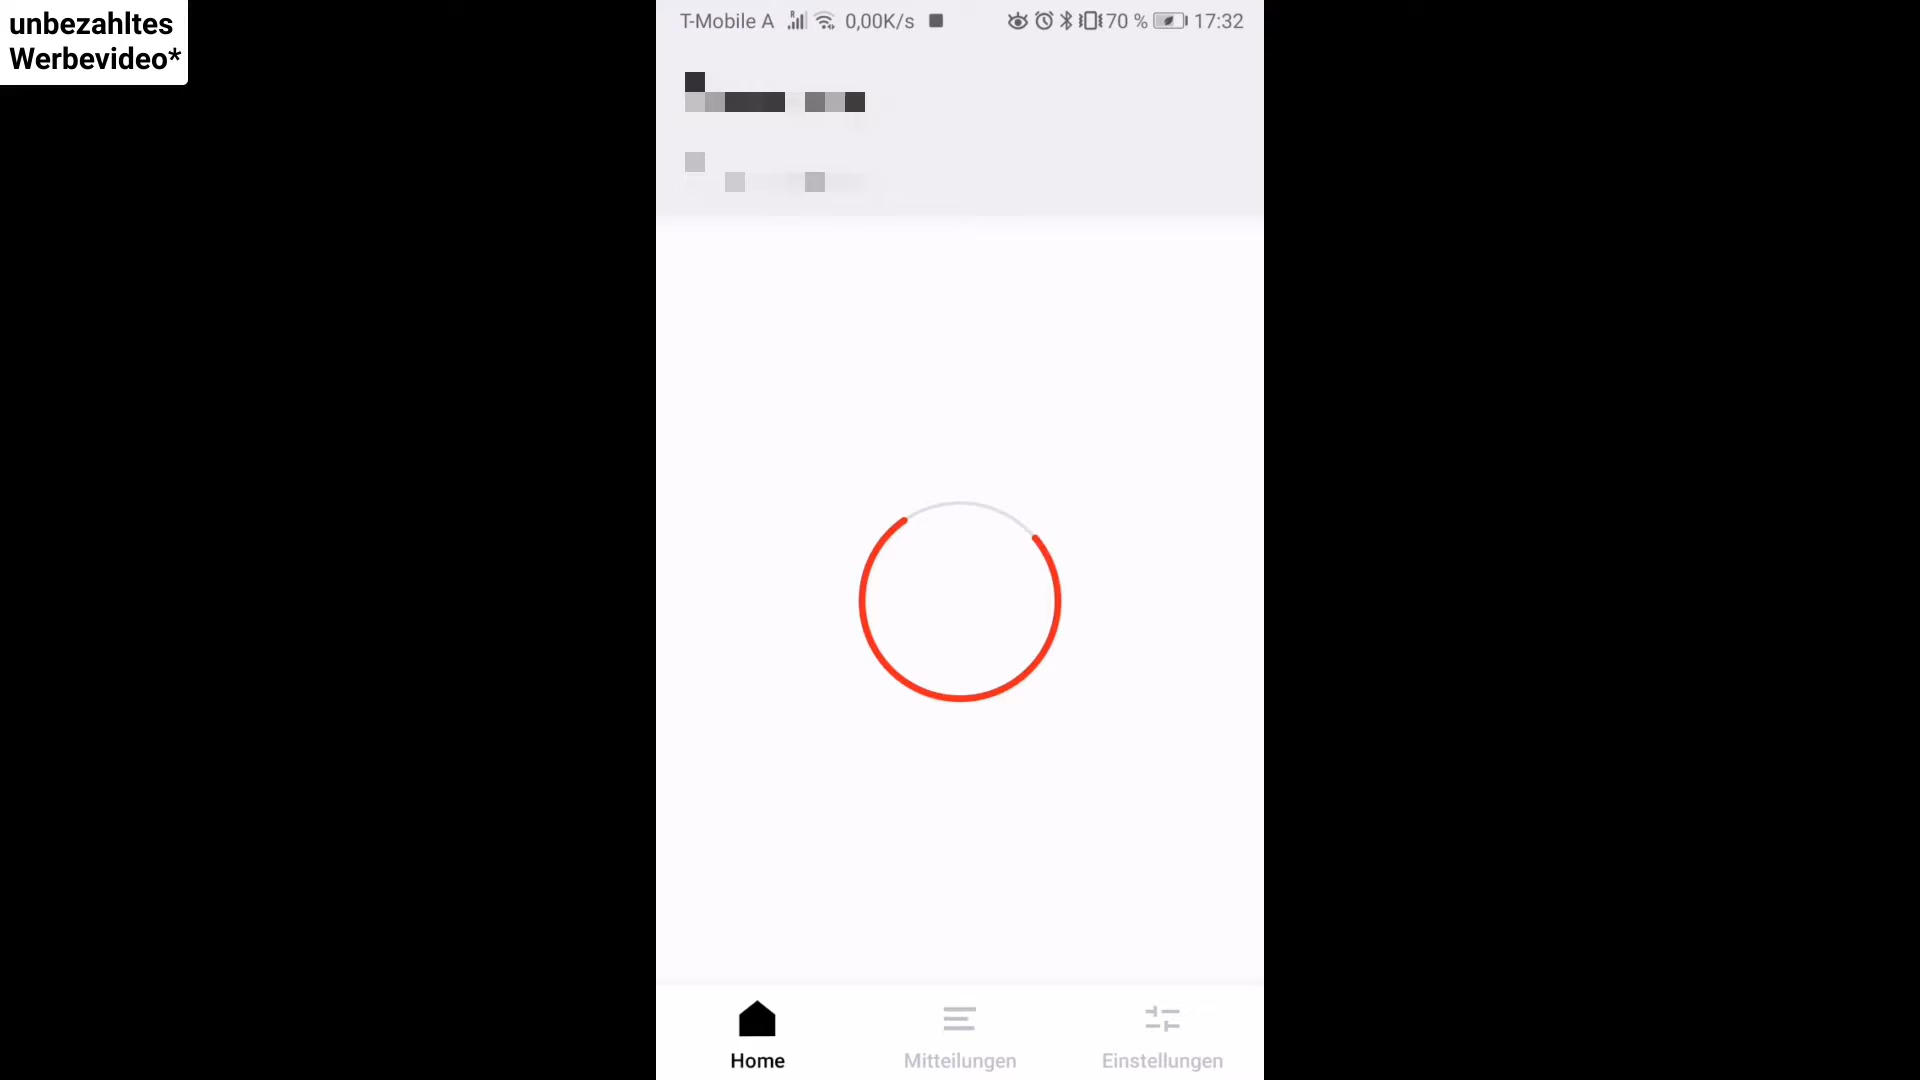 unbezahltes
Werbevideo*
T-Mobile A 0,00K/s 70 % 17:32
Home Mitteilungen Einstellungen